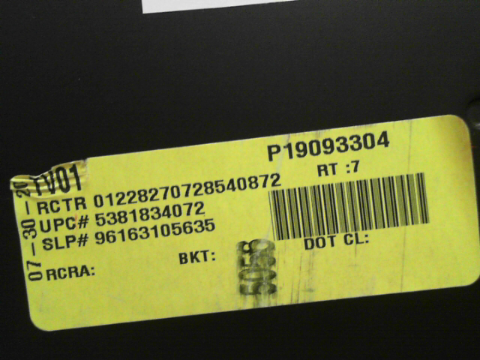 P19093304
TV01
RT :7
RCTR 01228270728540872
UPC# 5381834072
SLP# 96163105635
RCRA:
BKT:
DOT CL:
07-30-20